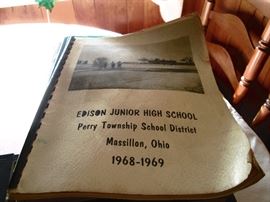 EDISON JUNIOR HIGH SCHOOL
Perry Township School District
Massillon, Ohio
1968-1969